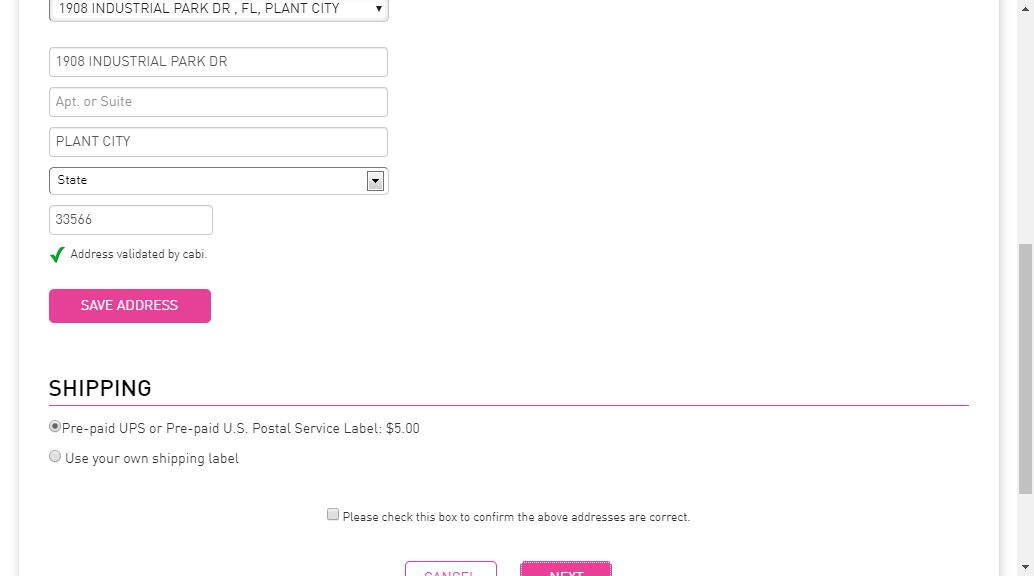 1908 INDUSTRIAL PARK DR , FL, PLANT CITY
1908 INDUSTRIAL PARK DR
Apt. or Suite
PLANT CITY
State
33566
Address validated by cabi.
SAVE ADDRESS
SHIPPING
Pre-paid UPS or Pre-paid U.S. Postal Service Label: $5.00
Use your own shipping label
Please check this box to confirm the above addresses are correct.
CANCEL NEXT